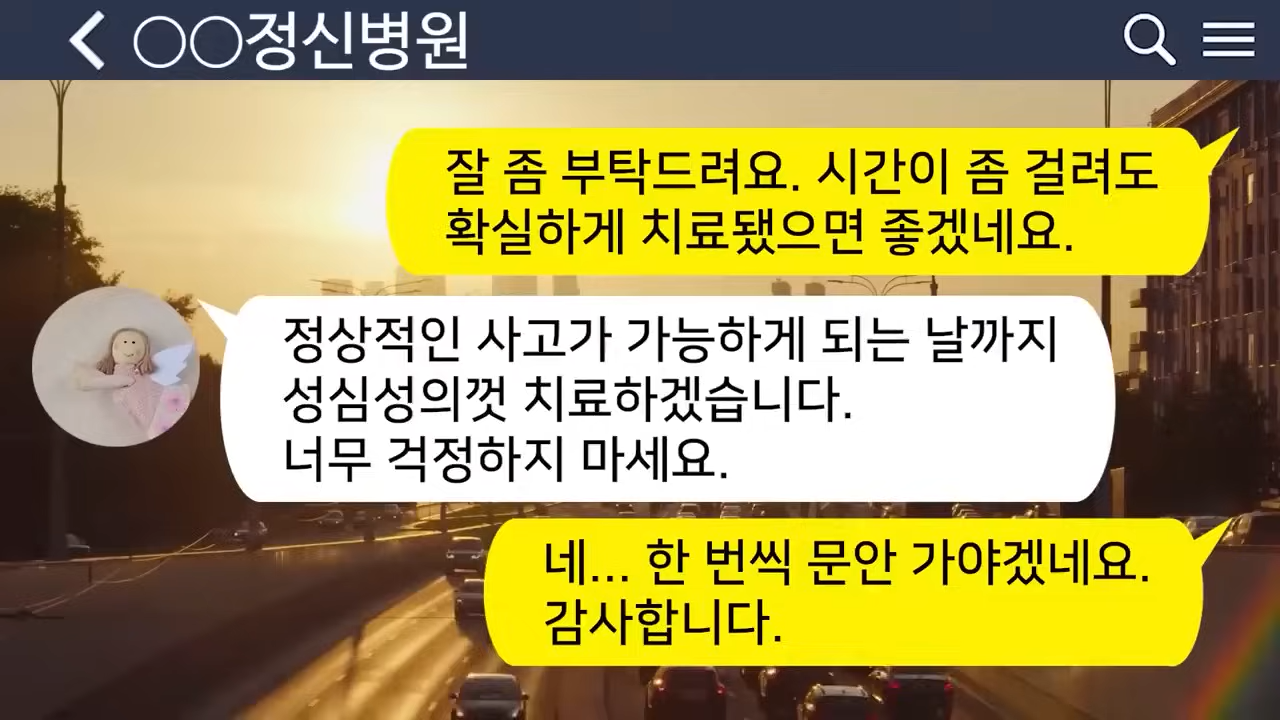 ○○정신병원
잘 좀 부탁드려요. 시간이 좀 걸려도
확실하게 치료됐으면 좋겠네요.
정상적인 사고가 가능하게 되는 날까지
성심성의껏 치료하겠습니다.
너무 걱정하지 마세요.
네... 한 번씩 문안 가야겠네요.
감사합니다.